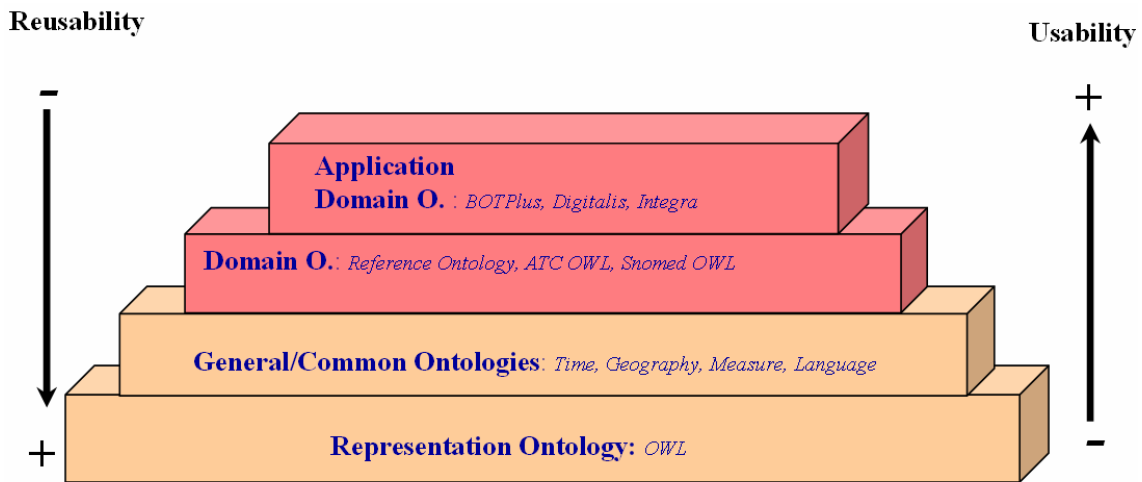 Reusability
Usability
-
+
Application
Domain O. : BOTPlus, Digitalis, Integra
Domain O.: Reference Ontology, ATC OWL, Snomed OWL
General/Common Ontologies: Time, Geography, Measure, Language
+
Representation Ontology: OWL
-